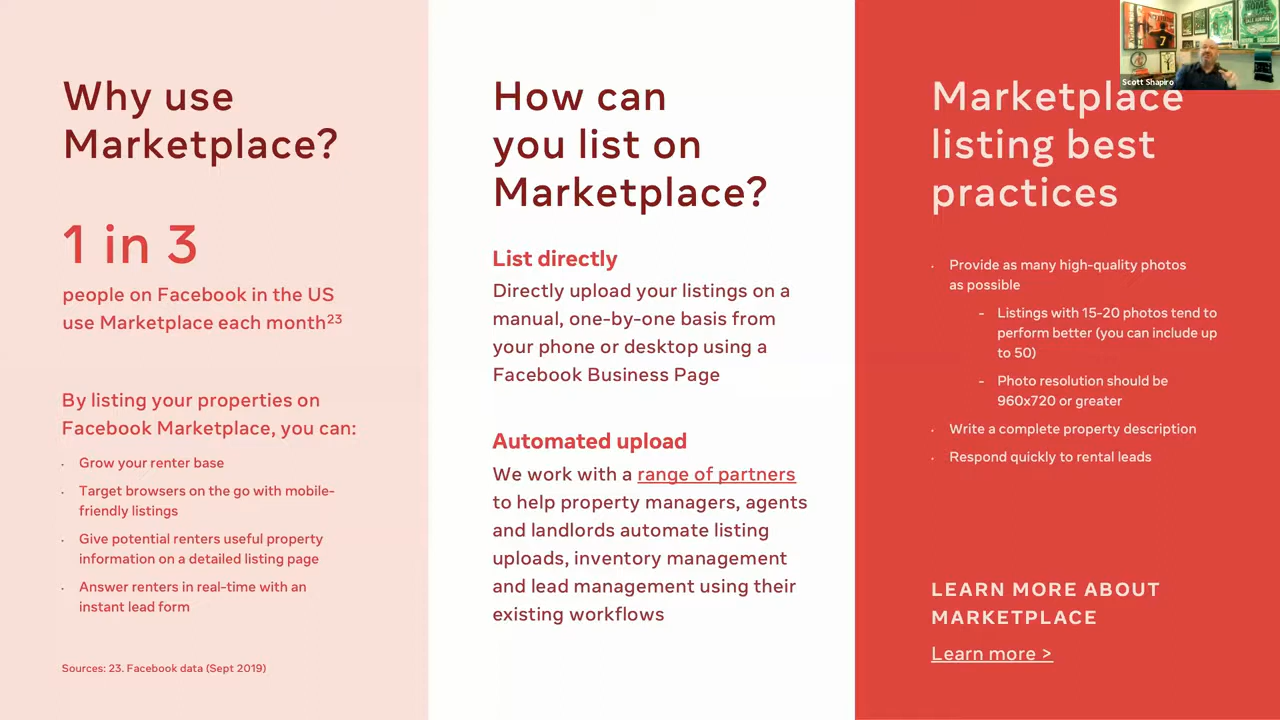 Why use
Marketplace?
1 in 3
people on Facebook in the US
use Marketplace each month23
By listing your properties on
Facebook Marketplace, you can:
· Grow your renter base
· Target browsers on the go with mobile-
friendly listings
· Give potential renters useful property
information on a detailed listing page
· Answer renters in real-time with an
instant lead form
Sources: 23. Facebook data (Sept 2019)
How can
you list on
Marketplace?
List directly
Directly upload your listings on a
manual, one-by-one basis from
your phone or desktop using a
Facebook Business Page
Automated upload
We work with a range of partners
to help property managers, agents
and landlords automate listing
uploads, inventory management
and lead management using their
existing workflows
Scott Shapiro
7
Marketplace
listing best
practices
· Provide as many high-quality photos
as possible
- Listings with 15-20 photos tend to
perform better (you can include up
to 50)
- Photo resolution should be
960x720 or greater
· Write a complete property description
· Respond quickly to rental leads
LEARN MORE ABOUT
MARKETPLACE
Learn more >